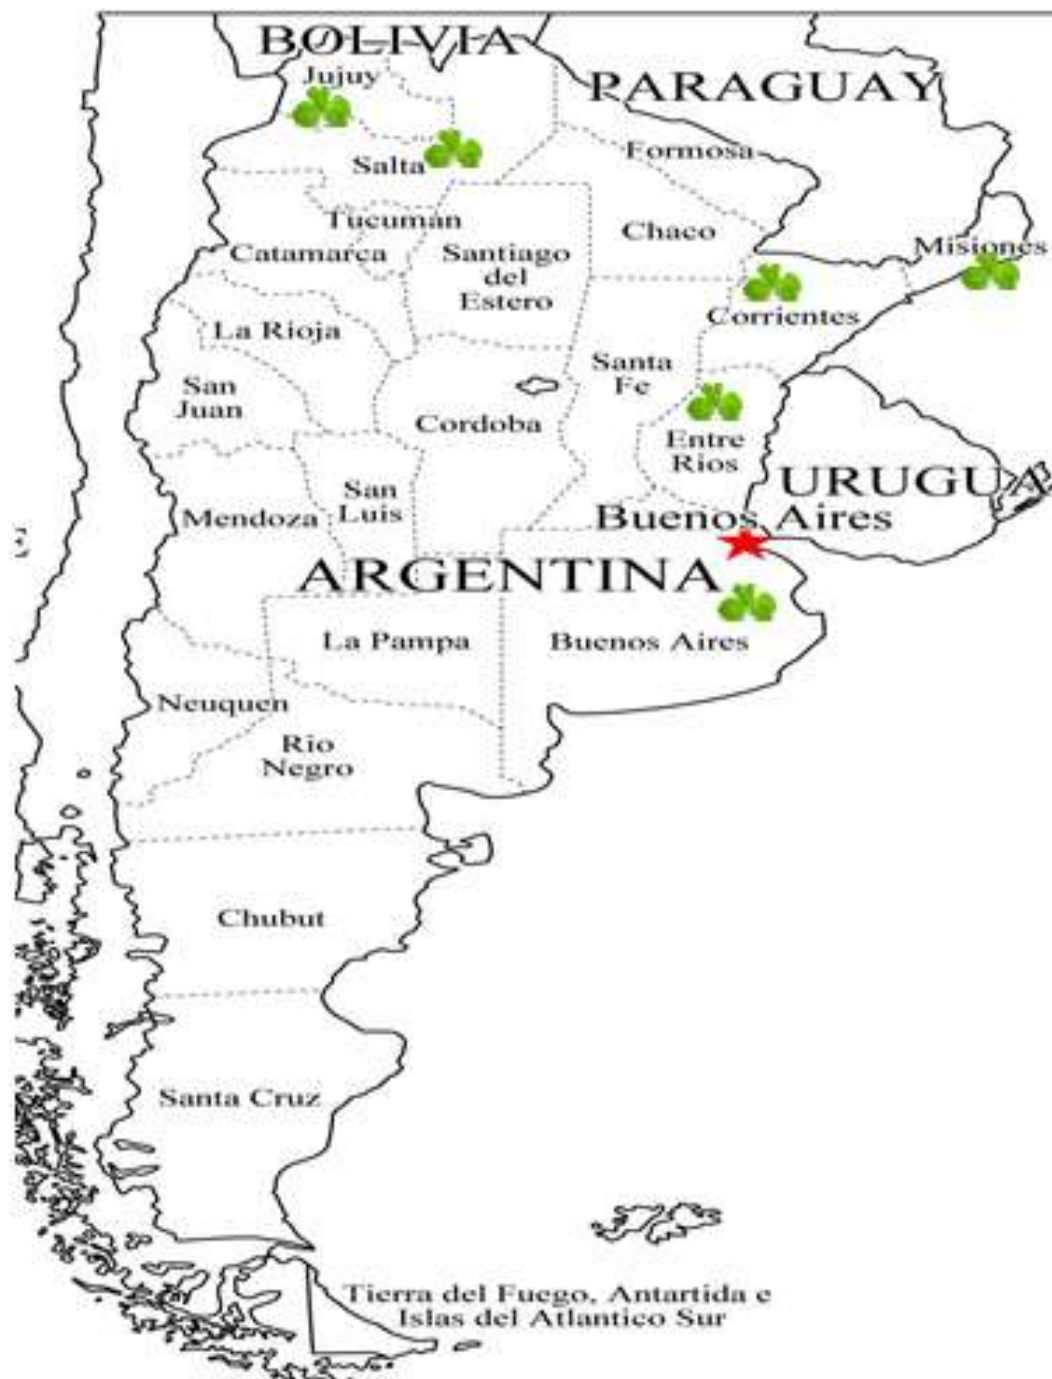 BOLIVIA
Jujuy
PARAGUAY
Formosa
Salta
Tucuman
Chaco
Misiones
Catamarca
Santiago
del
Estero
Corrientes
La Rioja
Santa
Fe
San
Juan
Cordoba
Entre
Rios
URUGUA
San
Luis
Mendoza
Buenos Aires
ARGENTINA
La Pampa
Buenos Aires
Neuquen
Rio
Negro
Chubut
Santa Cruz
Tierra del Fuego, Antartida e
Islas del Atlantico Sur